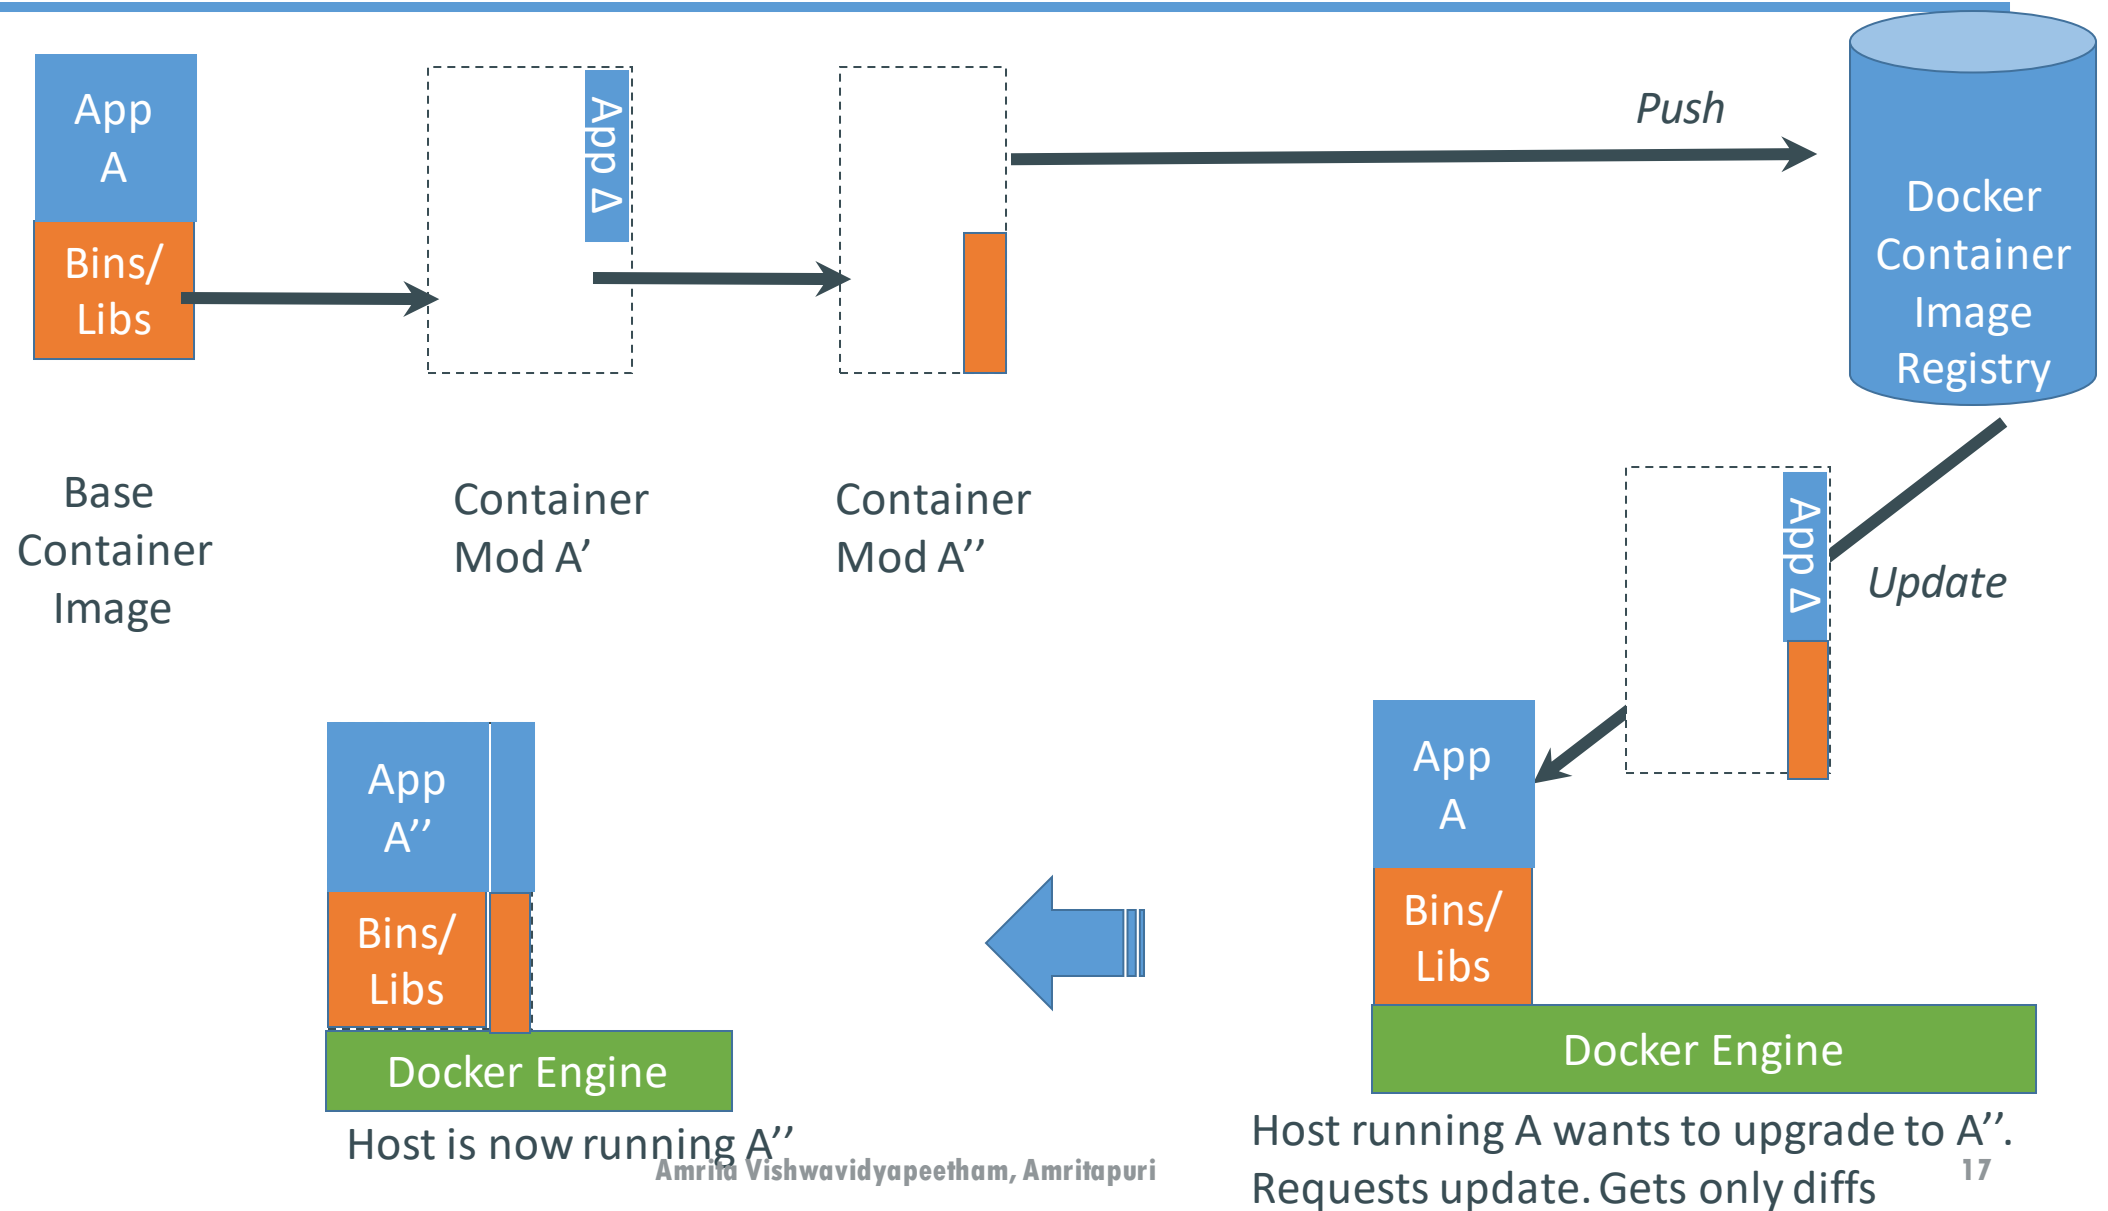 App
A
Bins/
Libs
App Δ
Push
Docker
Container
Image
Registry
Base
Container
Image
Container
Mod A'
Container
Mod A’’
App Δ
Update
App
A
Bins/
Libs
Docker Engine
Host running A wants to upgrade to A’’.
Requests update. Gets only diffs
App
A’’
Bins/
Libs
Docker Engine
Host is now running A’’
Amrita Vishwavidyapeetham, Amritapuri
17